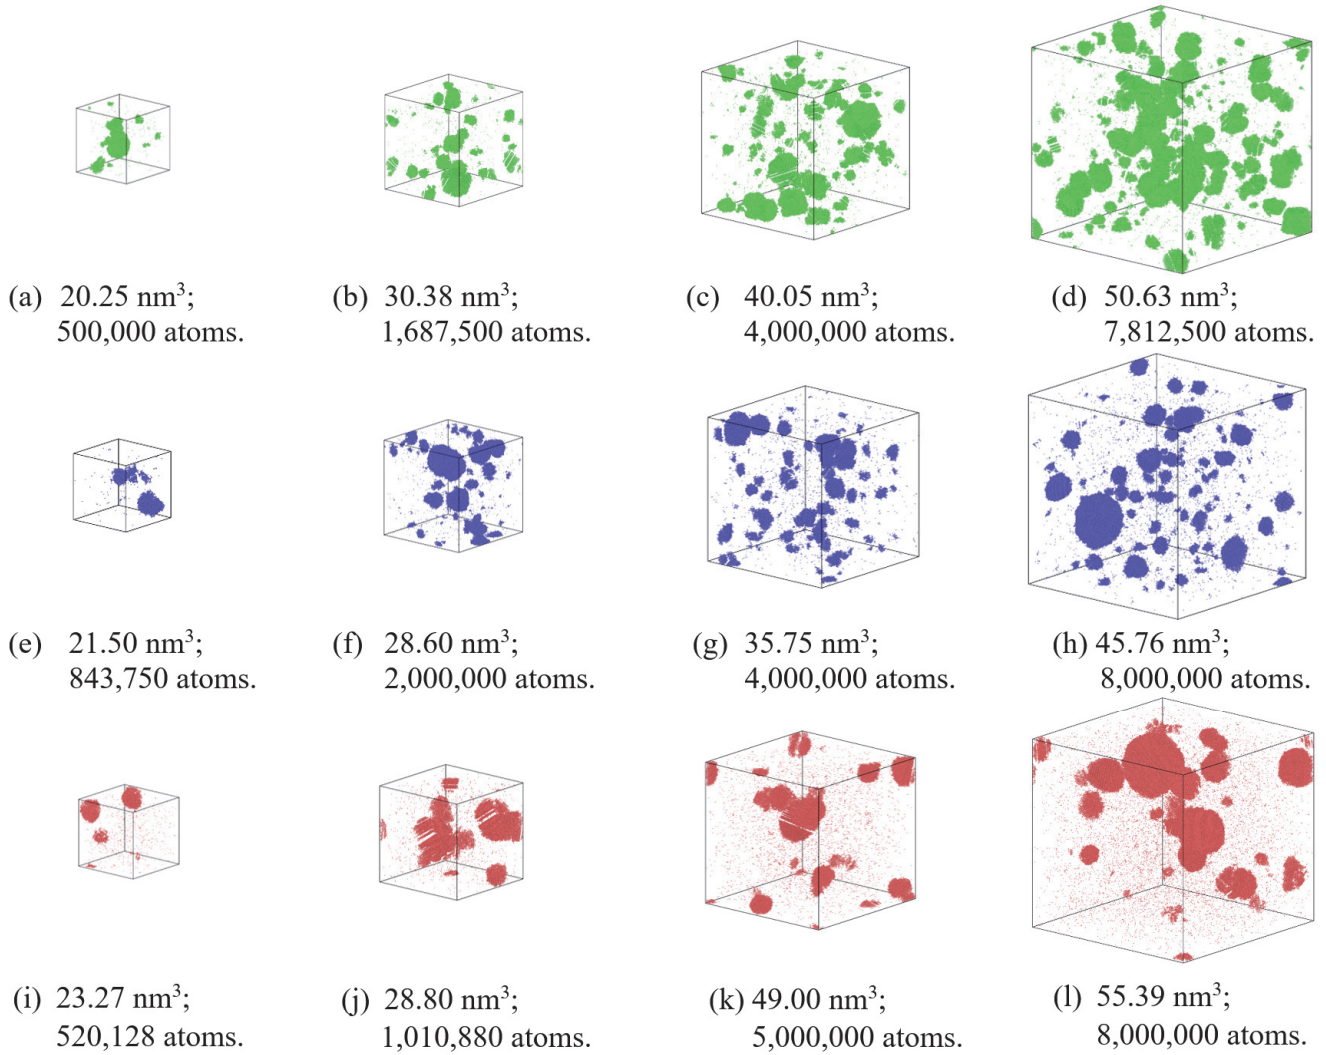 (a) 20.25 nm³;
500,000 atoms.
(b) 30.38 nm³;
1,687,500 atoms.
(c) 40.05 nm³;
4,000,000 atoms.
(d) 50.63 nm³;
7,812,500 atoms.
(e) 21.50 nm³;
843,750 atoms.
(f) 28.60 nm³;
2,000,000 atoms.
(g) 35.75 nm³;
4,000,000 atoms.
(h) 45.76 nm³;
8,000,000 atoms.
(i) 23.27 nm³;
520,128 atoms.
(j) 28.80 nm³;
1,010,880 atoms.
(k) 49.00 nm³;
5,000,000 atoms.
(l) 55.39 nm³;
8,000,000 atoms.